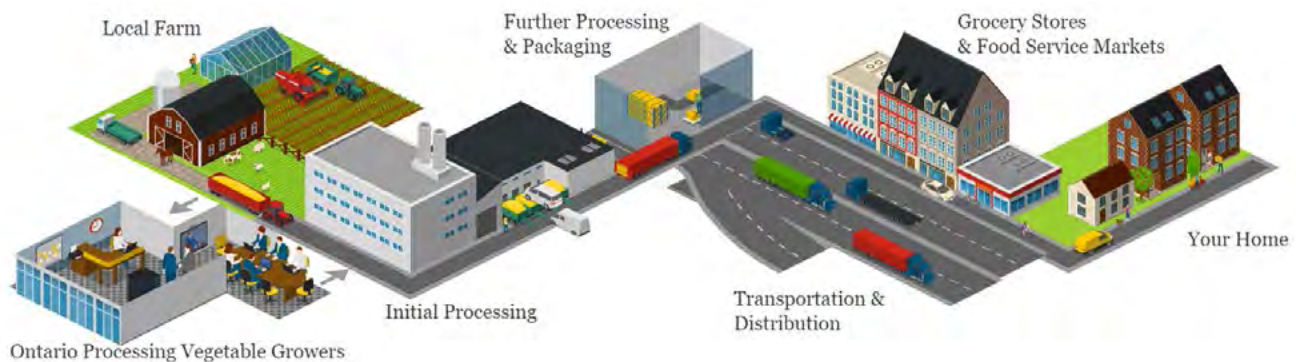 Local Farm
Further Processing
& Packaging
Grocery Stores
& Food Service Markets
Your Home
Initial Processing
Transportation &
Distribution
Ontario Processing Vegetable Growers